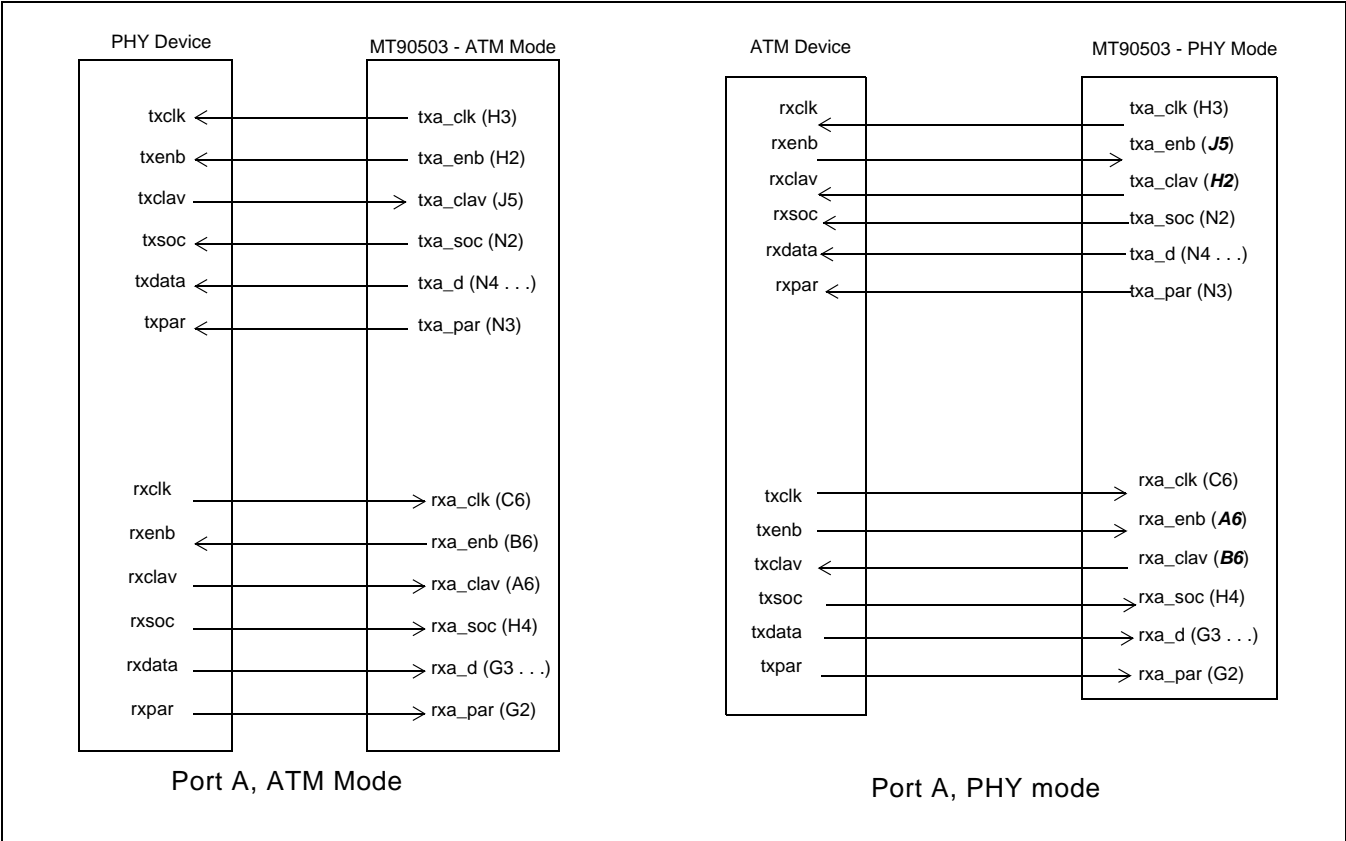 PHY Device
MT90503 - ATM Mode
txclk
txa_clk (H3)
txenb
txa_enb (H2)
txclav
txa_clav (J5)
txsoc
txa_soc (N2)
txdata
txa_d (N4 . . .)
txpar
txa_par (N3)
rxclk
rxa_clk (C6)
rxenb
rxa_enb (B6)
rxclav
rxa_clav (A6)
rxsoc
rxa_soc (H4)
rxdata
rxa_d (G3 . . .)
rxpar
rxa_par (G2)
Port A, ATM Mode
ATM Device
MT90503 - PHY Mode
rxclk
txa_clk (H3)
rxenb
txa_enb (J5)
rxclav
txa_clav (H2)
rxsoc
txa_soc (N2)
rxdata
txa_d (N4 . . .)
rxpar
txa_par (N3)
txclk
rxa_clk (C6)
txenb
rxa_enb (A6)
txclav
rxa_clav (B6)
txsoc
rxa_soc (H4)
txdata
rxa_d (G3 . . .)
txpar
rxa_par (G2)
Port A, PHY mode